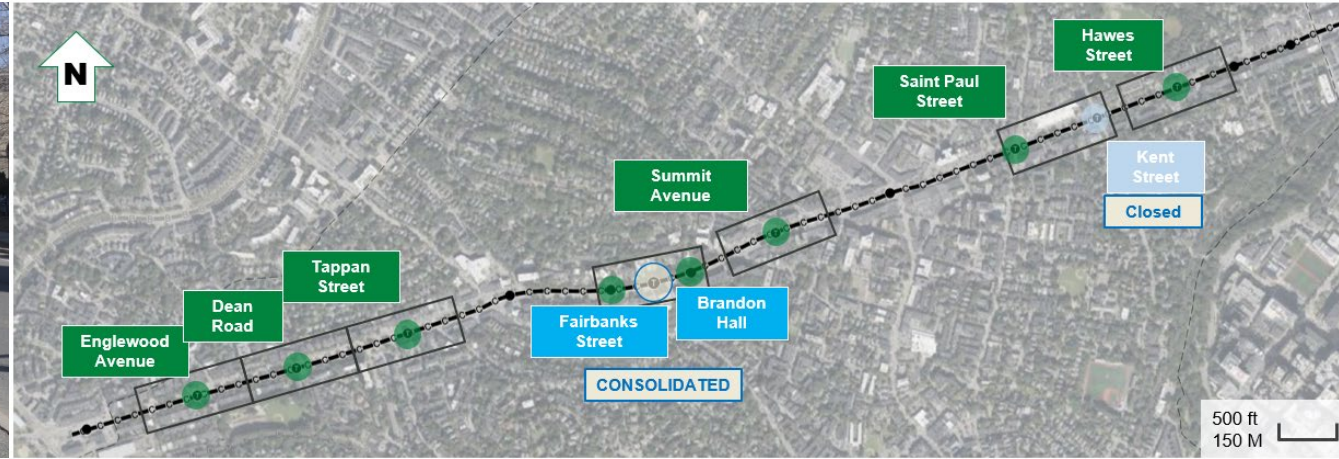 N
Hawes
Street
Saint Paul
Street
Kent
Street
Closed
Summit
Avenue
Tappan
Street
Dean
Road
Englewood
Avenue
Fairbanks
Street
Brandon
Hall
CONSOLIDATED
500 ft
150 M